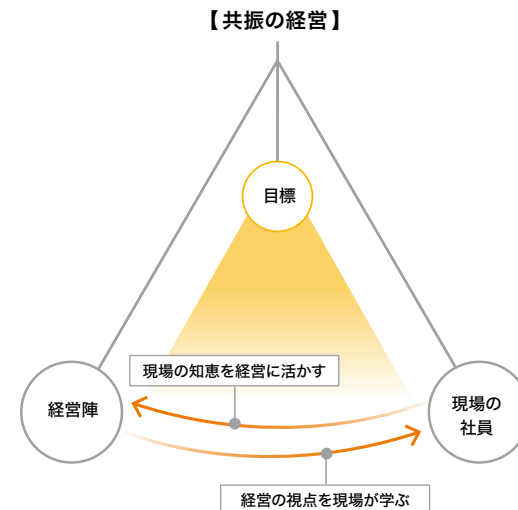 【共振の経営】
目標
現場の知恵を経営に活かす
経営陣
現場の
社員
経営の視点を現場が学ぶ